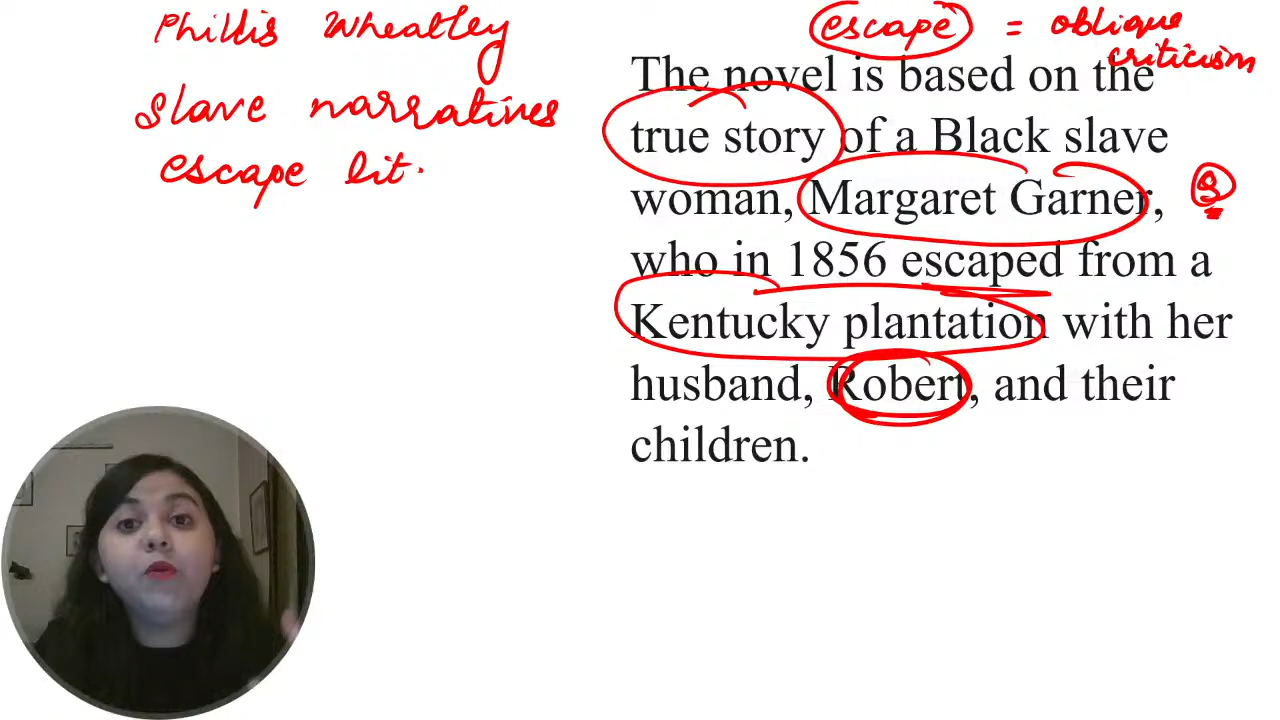 Phillis Wheatley
slave narratives
escape lit.
escape = oblique
criticism
The novel is based on the
true story of a Black slave
woman, Margaret Garner,
who in 1856 escaped from a
Kentucky plantation with her
husband, Robert, and their
children.